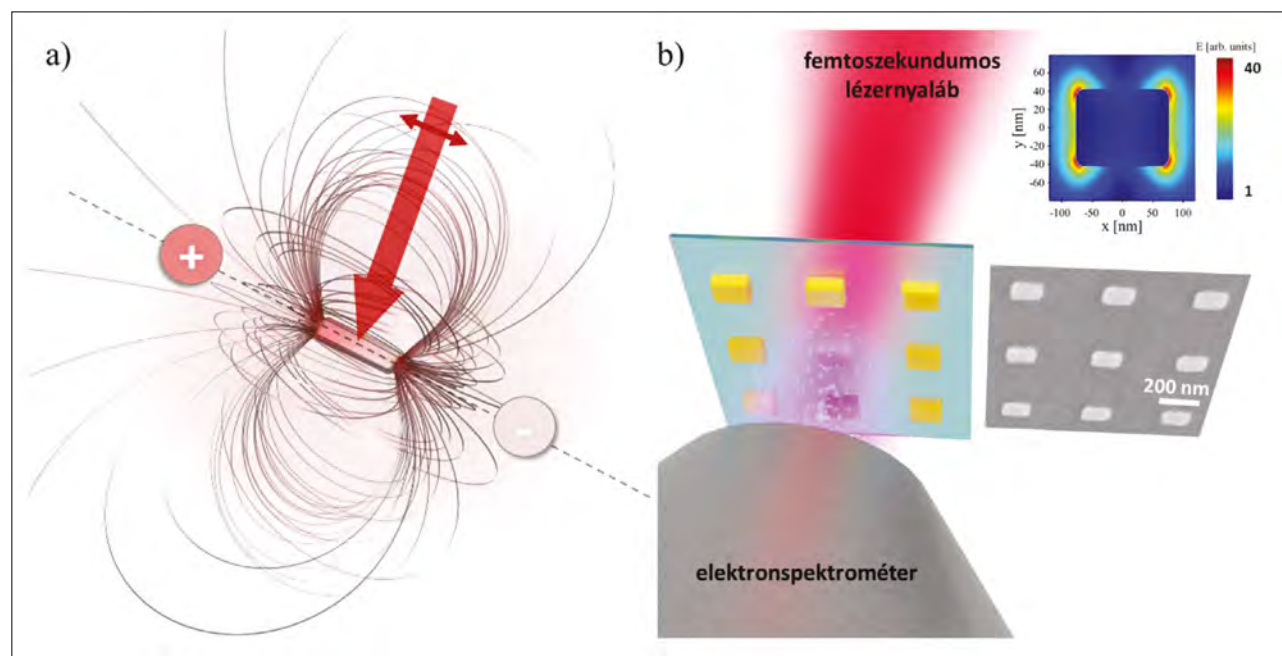 a)
+
-
b)
femtoszekundumos
lézernyaláb
E [arb. units]
40
1
60
40
20
0
-20
-40
-60
y [nm]
-100
-50
0
50
100
x [nm]
200 nm
elektronspektrométer